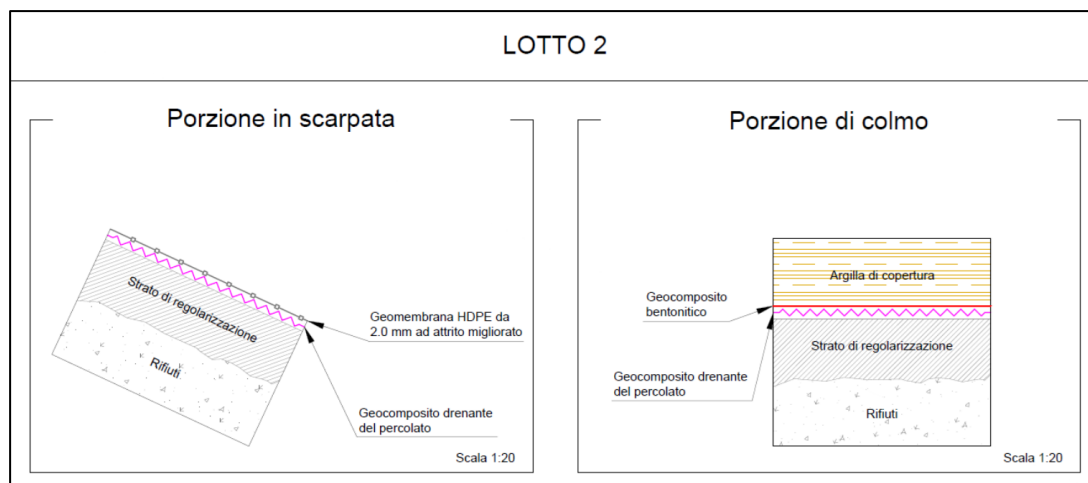 LOTTO 2
Porzione in scarpata
Strato di regolarizzazione
Rifiuti
Geomembrana HDPE da
2.0 mm ad attrito migliorato
Geocomposito drenante
del percolato
Scala 1:20
Porzione di colmo
Argilla di copertura
Geocomposito
bentonitico
Strato di regolarizzazione
Geocomposito drenante
del percolato
Rifiuti
Scala 1:20